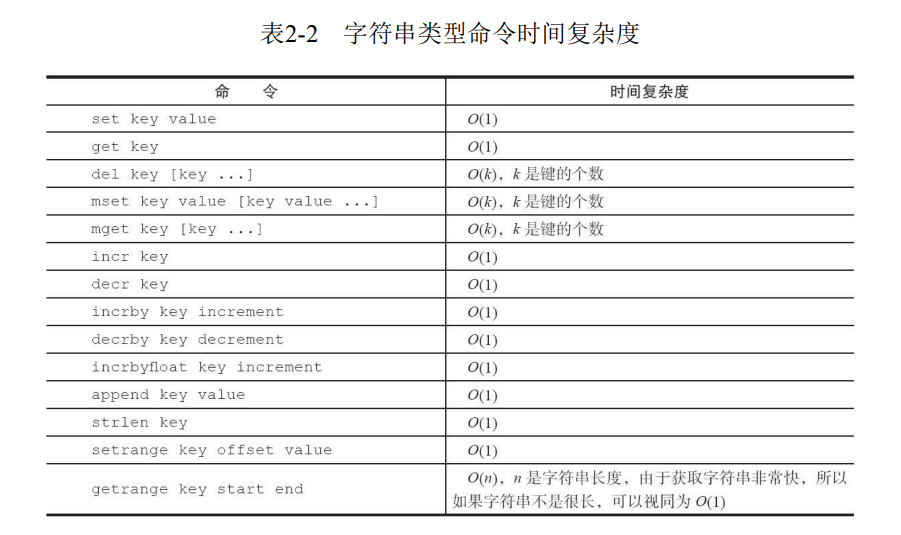 表2-2 字符串类型命令时间复杂度
命 令 时间复杂度
set key value O(1)
get key O(1)
del key [key ...] O(k)，k 是键的个数
mset key value [key value ...] O(k)，k 是键的个数
mget key [key ...] O(k)，k 是键的个数
incr key O(1)
decr key O(1)
incrby key increment O(1)
decrby key decrement O(1)
incrbyfloat key increment O(1)
append key value O(1)
strlen key O(1)
setrange key offset value O(1)
getrange key start end O(n)，n 是字符串长度，由于获取字符串非常快，所以
如果字符串不是很长，可以视同为 O(1)